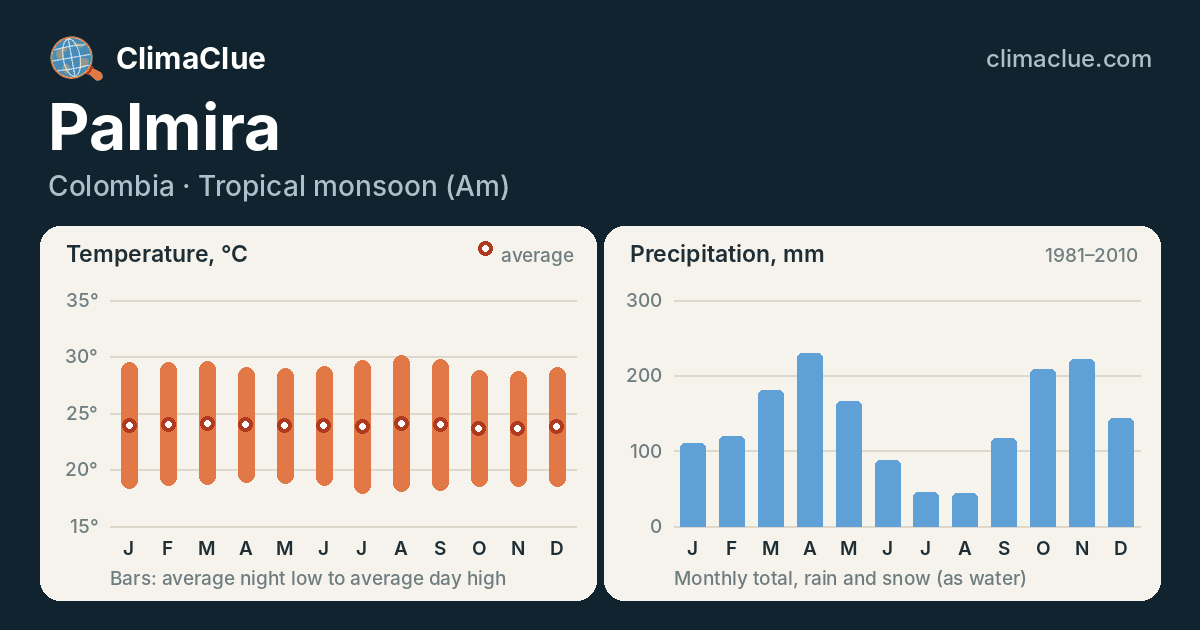 ClimaClue
climaclue.com
Palmira
Colombia · Tropical monsoon (Am)
Temperature, °C
average
35°
30°
25°
20°
15°
J F M A M J J A S O N D
Bars: average night low to average day high
Precipitation, mm
1981–2010
300
200
100
0
J F M A M J J A S O N D
Monthly total, rain and snow (as water)